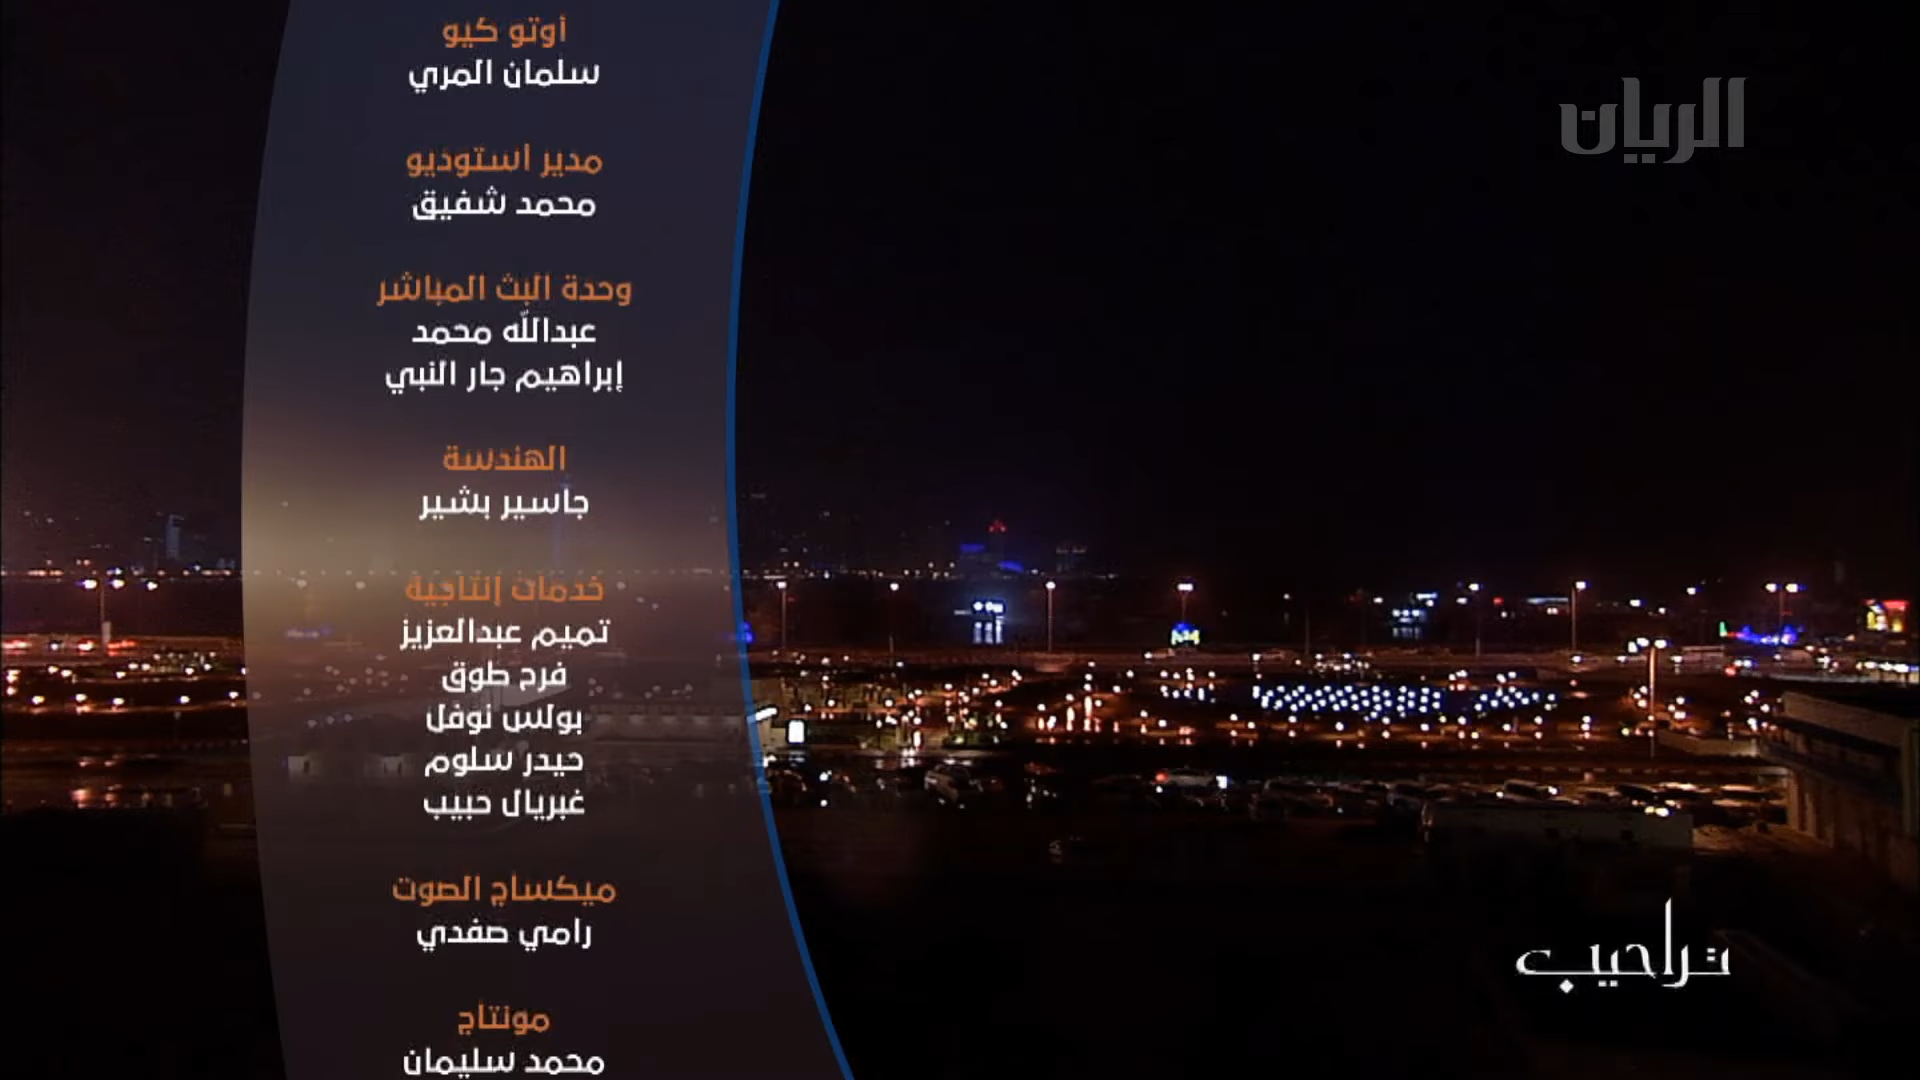 أوتو كيو
سلمان المري
مدير أستوديو
محمد شفيق
وحدة البث المباشر
عبدالله محمد
إبراهيم جار النبي
الهندسة
جاسير بشير
خدمات إنتاجية
تميم عبدالعزيز
فرح طوق
بولس نوفل
حيدر سلوم
غبريال حبيب
ميكساج الصوت
رامي صفدي
مونتاج
محمد سليمان
الريان
تراحيب